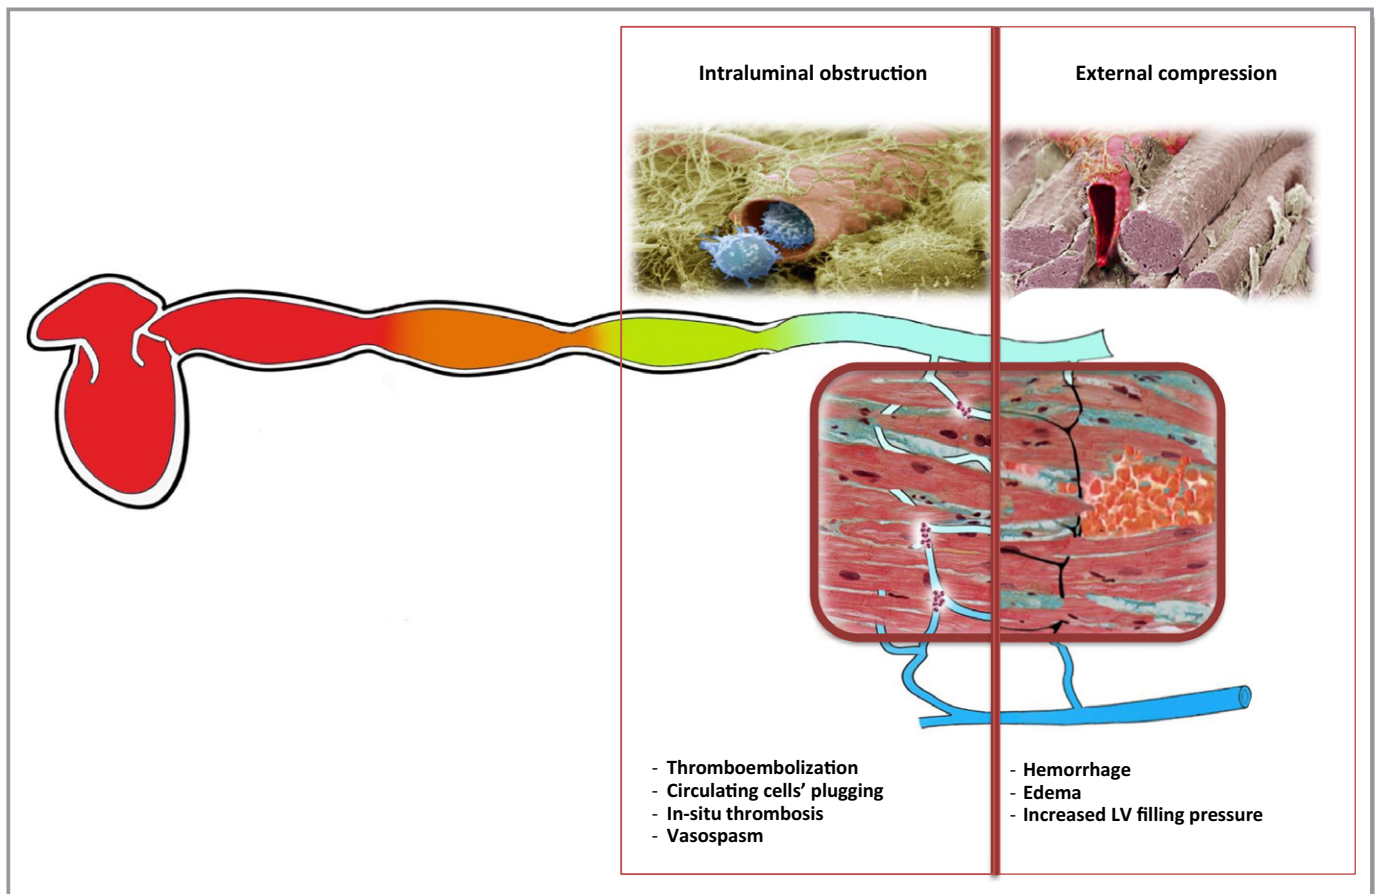 Intraluminal obstruction
External compression
- Thromboembolization
- Circulating cells’ plugging
- In-situ thrombosis
- Vasospasm
- Hemorrhage
- Edema
- Increased LV filling pressure